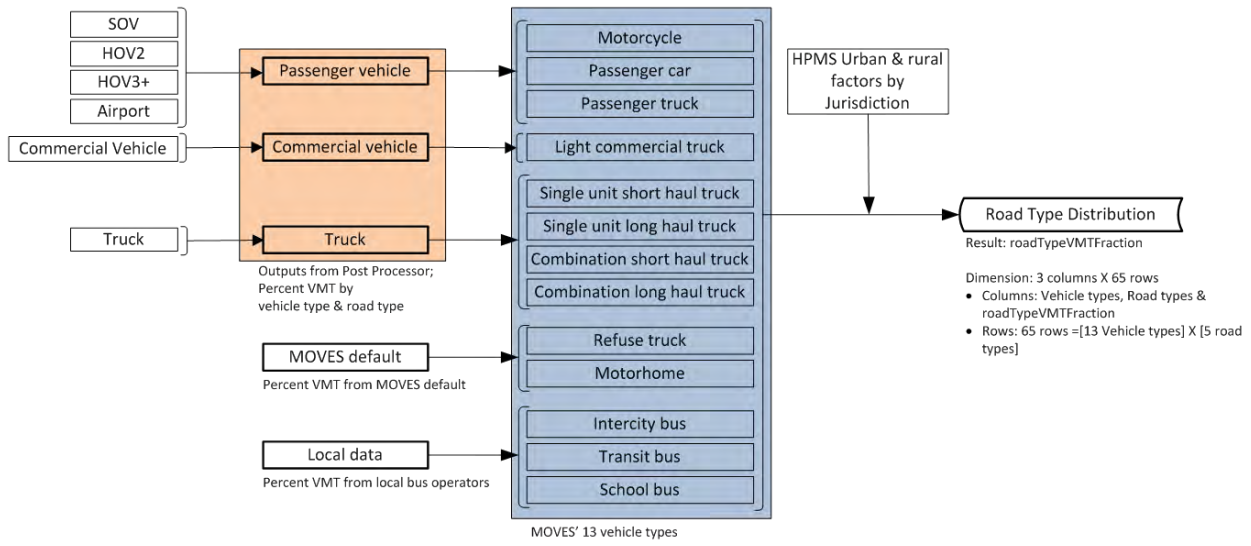 SOV
HOV2
HOV3+
Airport
Commercial Vehicle
Truck
Passenger vehicle
Commercial vehicle
Truck
Outputs from Post Processor;
Percent VMT by
vehicle type & road type
MOVES default
Percent VMT from MOVES default
Local data
Percent VMT from local bus operators
Motorcycle
Passenger car
Passenger truck
Light commercial truck
Single unit short haul truck
Single unit long haul truck
Combination short haul truck
Combination long haul truck
Refuse truck
Motorhome
Intercity bus
Transit bus
School bus
MOVES’ 13 vehicle types
HPMS Urban & rural
factors by
Jurisdiction
Road Type Distribution
Result: roadTypeVMTFraction
Dimension: 3 columns X 65 rows
• Columns: Vehicle types, Road types &
roadTypeVMTFraction
• Rows: 65 rows =[13 Vehicle types] X [5 road
types]